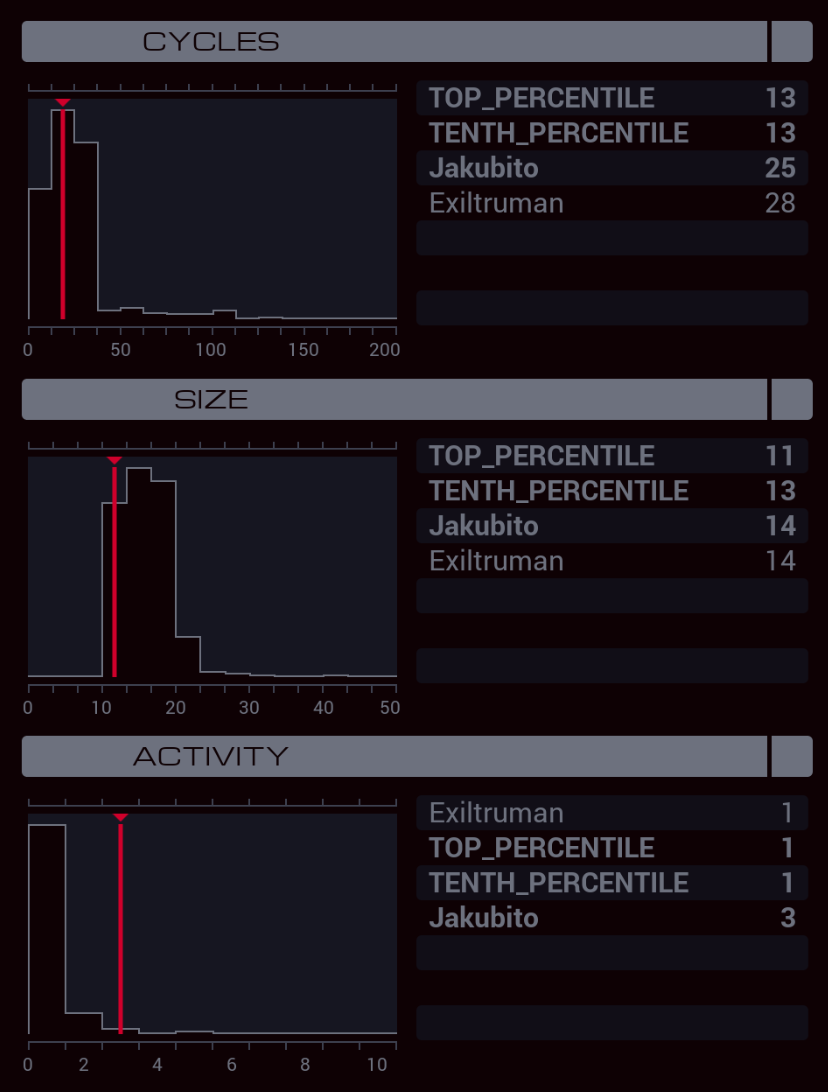 CYCLES
TOP_PERCENTILE 13
TENTH_PERCENTILE 13
Jakubito 25
Exiltruman 28
0 50 100 150 200
SIZE
TOP_PERCENTILE 11
TENTH_PERCENTILE 13
Jakubito 14
Exiltruman 14
0 10 20 30 40 50
ACTIVITY
Exiltruman 1
TOP_PERCENTILE 1
TENTH_PERCENTILE 1
Jakubito 3
0 2 4 6 8 10